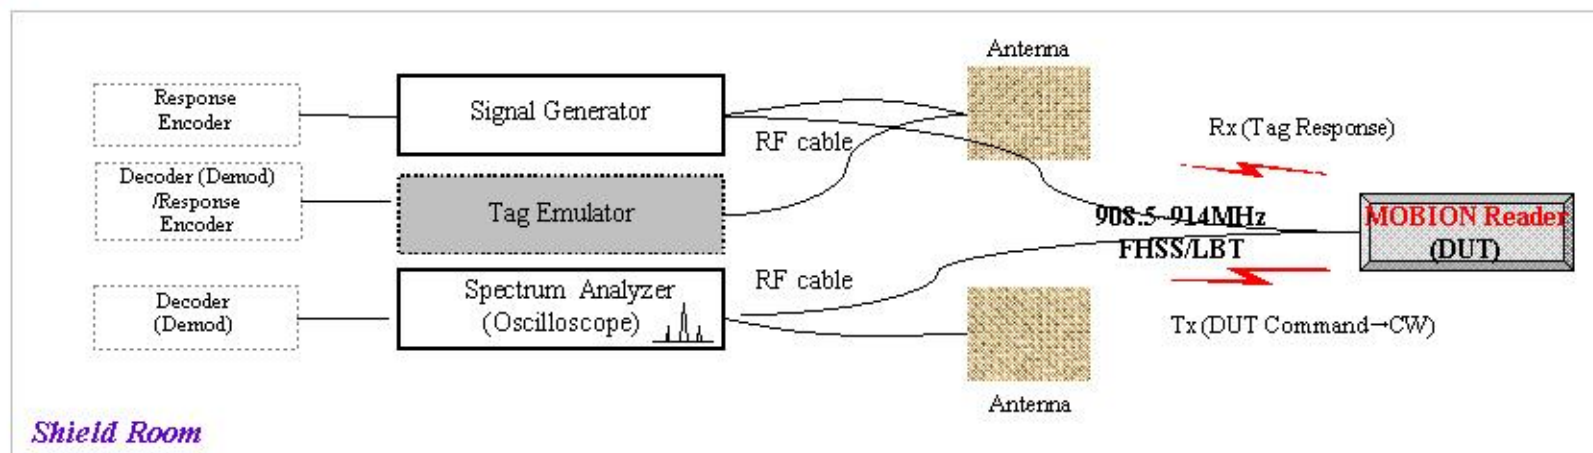 Antenna
Response
Encoder
Signal Generator
RF cable
Rx (Tag Response)
Decoder (Demod)
/Response
Encoder
Tag Emulator
908.5~914MHz
FHSS/LBT
MOBION Reader
(DUT)
Decoder
(Demod)
Spectrum Analyzer
(Oscilloscope)
RF cable
Tx (DUT Command→CW)
Antenna
Shield Room